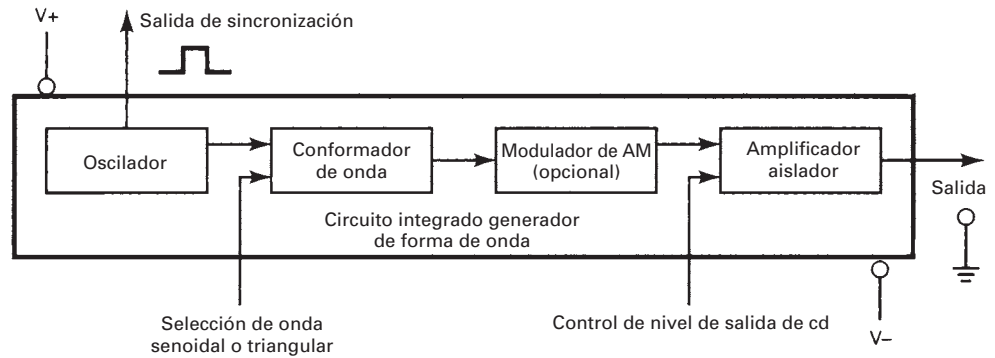 V+
Salida de sincronización
Oscilador
Conformador
de onda
Modulador de AM
(opcional)
Amplificador
aislador
Salida
Circuito integrado generador
de forma de onda
Selección de onda
senoidal o triangular
Control de nivel de salida de cd
V–